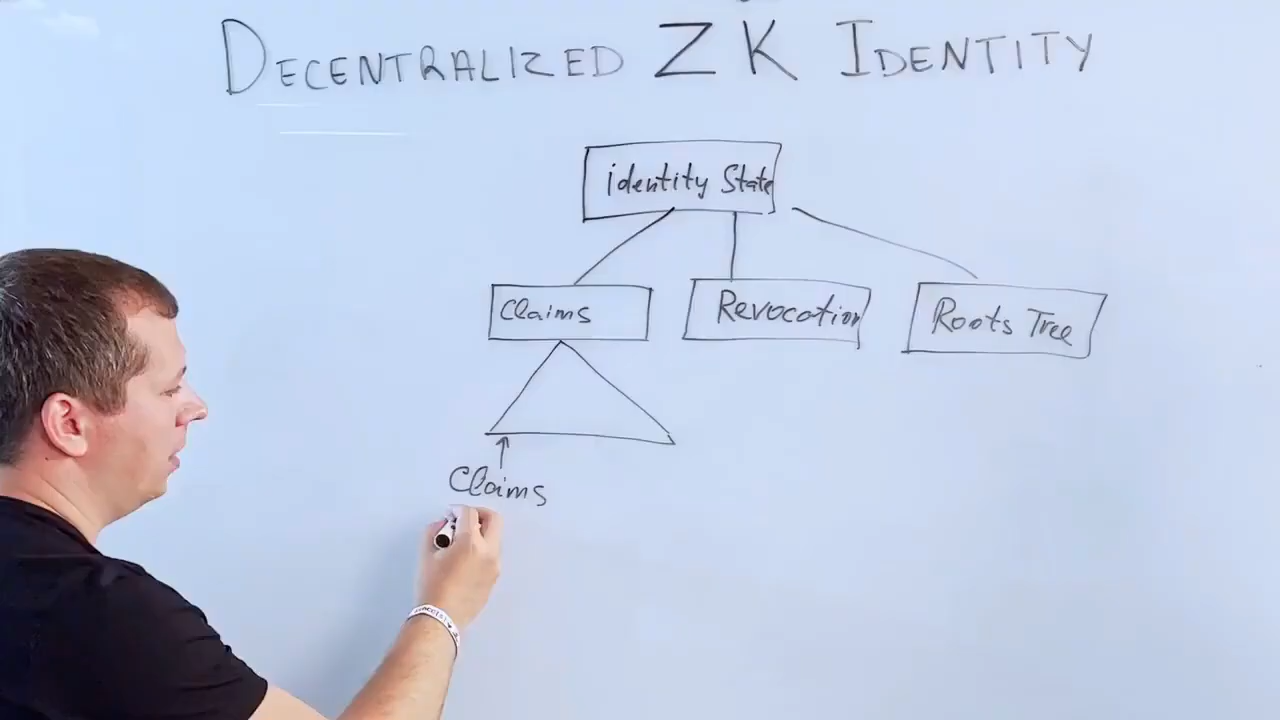 DECENTRALIZED ZK IDENTITY
identity State
Claims
Revocation
Roots Tree
Claims